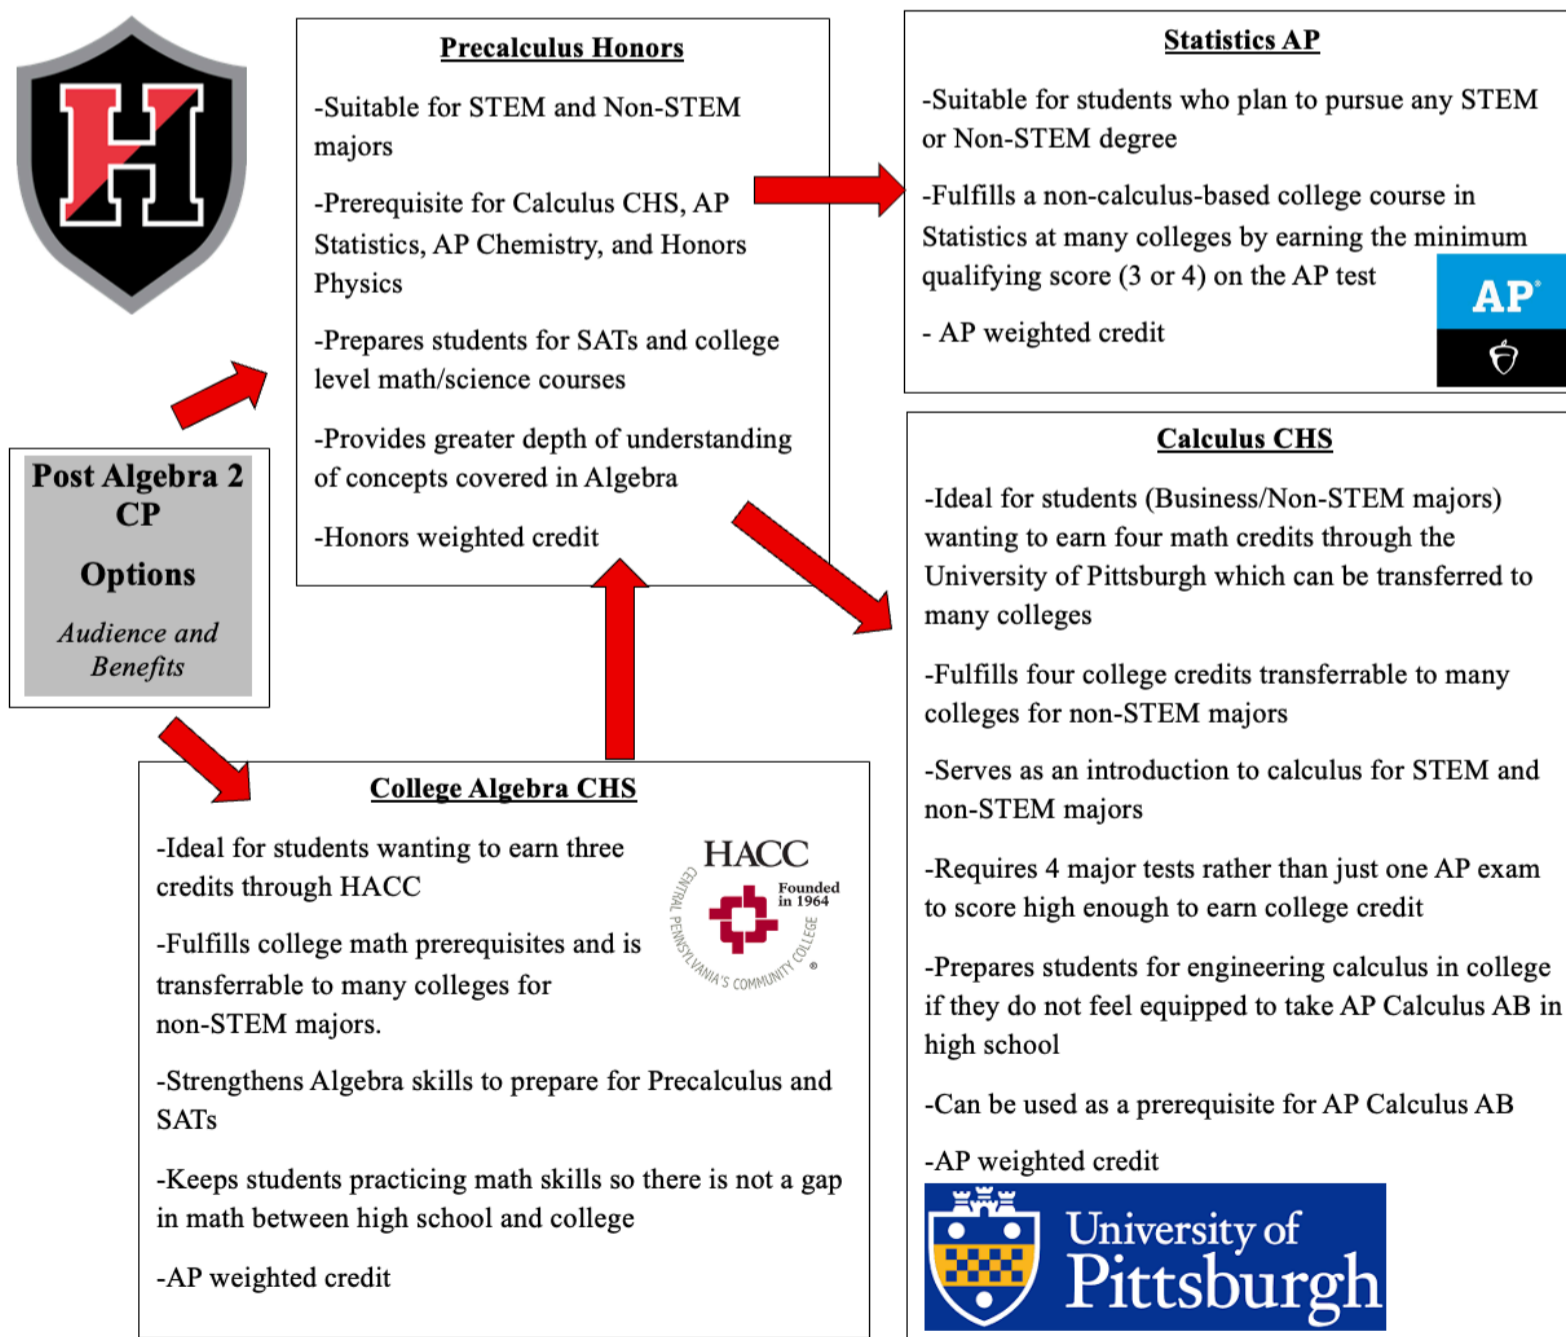 H
Precalculus Honors
-Suitable for STEM and Non-STEM
majors
-Prerequisite for Calculus CHS, AP
Statistics, AP Chemistry, and Honors
Physics
-Prepares students for SATs and college
level math/science courses
-Provides greater depth of understanding
of concepts covered in Algebra
-Honors weighted credit
Statistics AP
-Suitable for students who plan to pursue any STEM
or Non-STEM degree
-Fulfills a non-calculus-based college course in
Statistics at many colleges by earning the minimum
qualifying score (3 or 4) on the AP test
- AP weighted credit
AP®
Post Algebra 2
CP
Options
Audience and
Benefits
College Algebra CHS
-Ideal for students wanting to earn three
credits through HACC
-Fulfills college math prerequisites and is
transferrable to many colleges for
non-STEM majors.
-Strengthens Algebra skills to prepare for Precalculus and
SATs
-Keeps students practicing math skills so there is not a gap
in math between high school and college
-AP weighted credit
HACC
Founded
in 1964
CENTRAL PENNSYLVANIA'S COMMUNITY COLLEGE ®
Calculus CHS
-Ideal for students (Business/Non-STEM majors)
wanting to earn four math credits through the
University of Pittsburgh which can be transferred to
many colleges
-Fulfills four college credits transferrable to many
colleges for non-STEM majors
-Serves as an introduction to calculus for STEM and
non-STEM majors
-Requires 4 major tests rather than just one AP exam
to score high enough to earn college credit
-Prepares students for engineering calculus in college
if they do not feel equipped to take AP Calculus AB in
high school
-Can be used as a prerequisite for AP Calculus AB
-AP weighted credit
University of
Pittsburgh